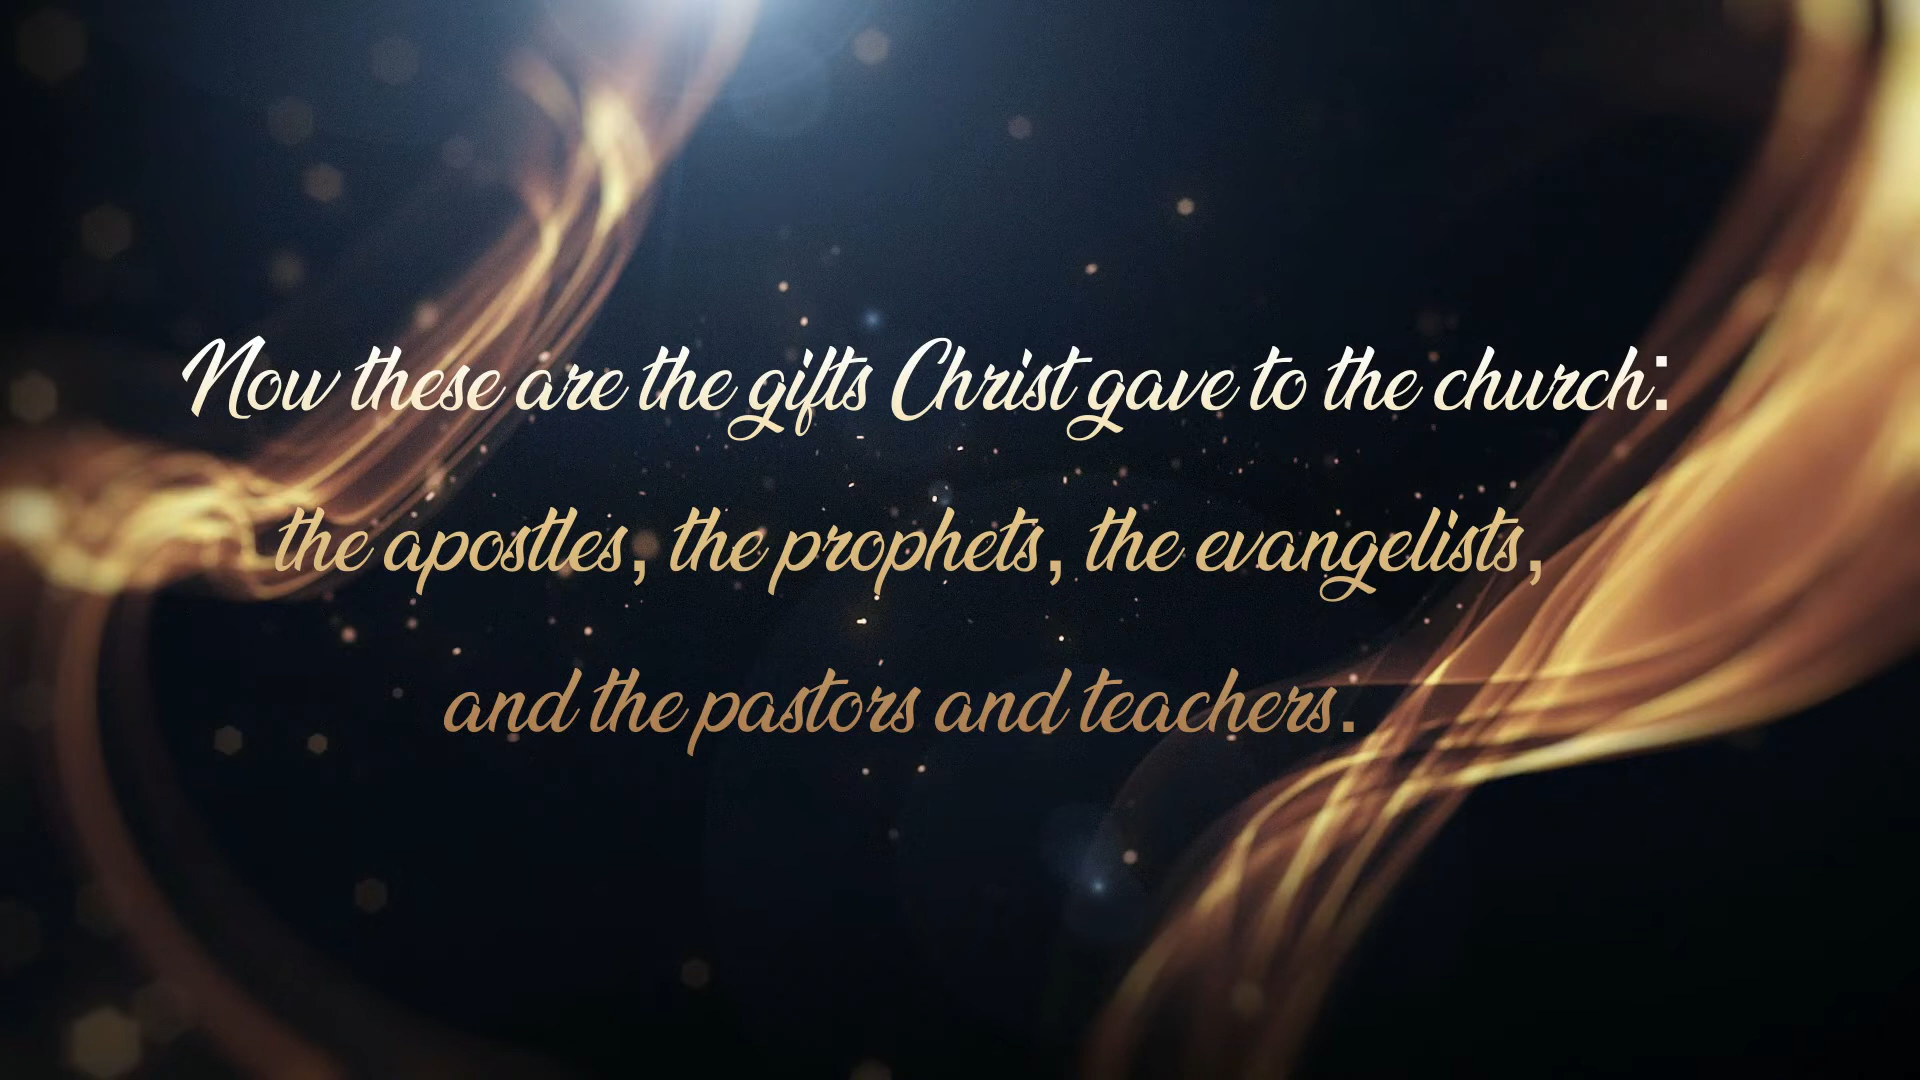 Now these are the gifts Christ gave to the church:
the apostles, the prophets, the evangelists,
and the pastors and teachers.